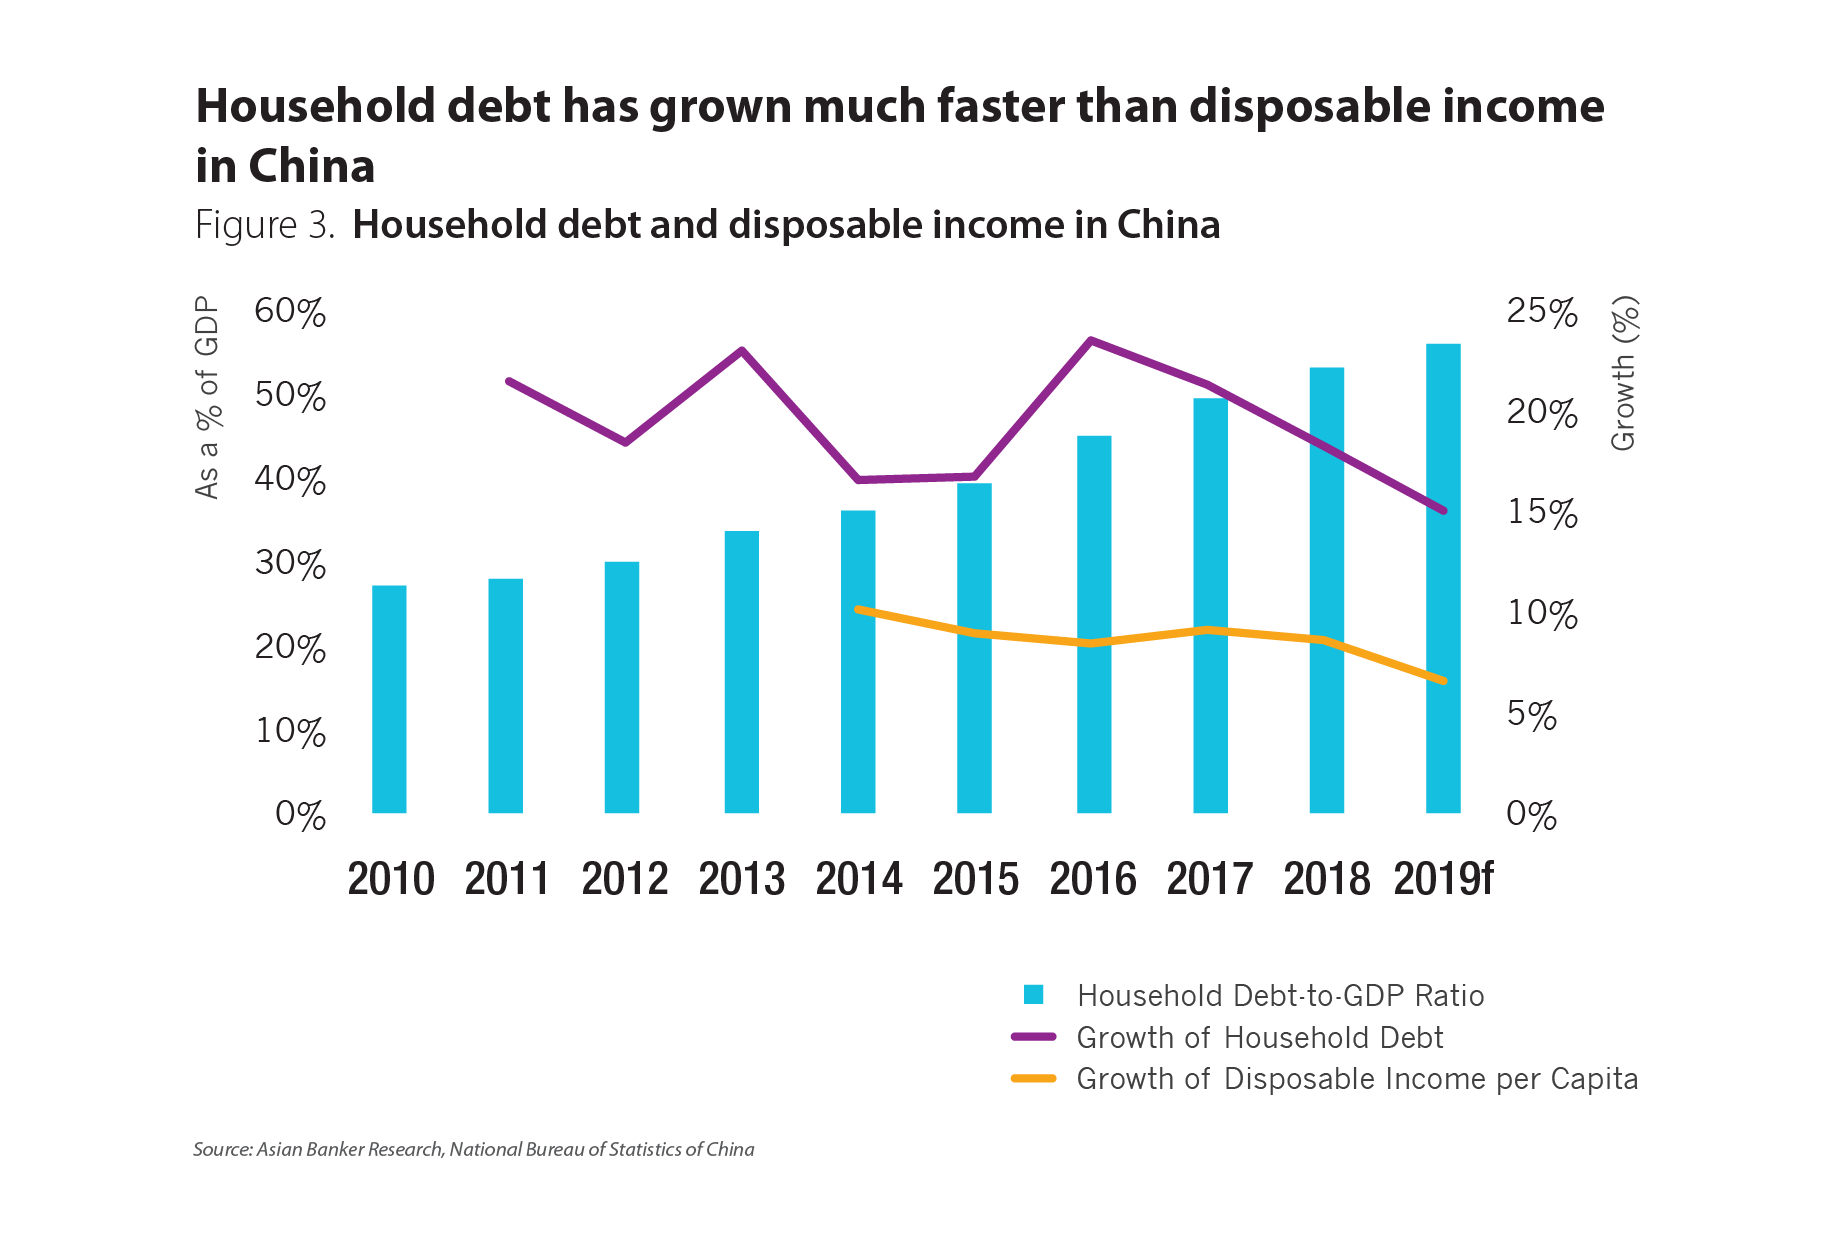 Household debt has grown much faster than disposable income
in China
Figure 3. Household debt and disposable income in China
As a % of GDP
60%
50%
40%
30%
20%
10%
0%
25%
20%
15%
10%
5%
0%
Growth (%)
2010 2011 2012 2013 2014 2015 2016 2017 2018 2019f
Household Debt-to-GDP Ratio
Growth of Household Debt
Growth of Disposable Income per Capita
Source: Asian Banker Research, National Bureau of Statistics of China